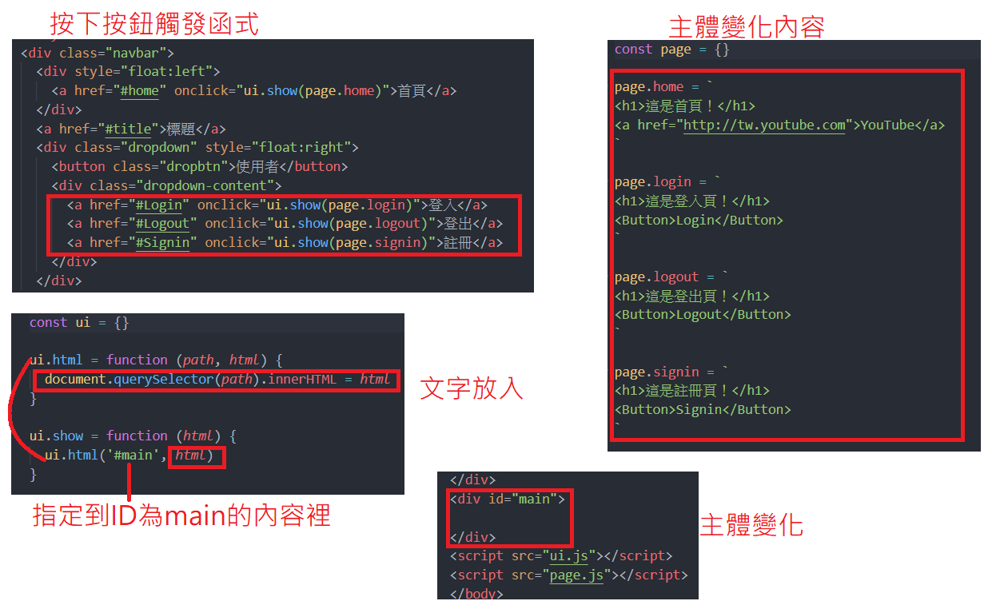 按下按鈕觸發函式
<div class="navbar">
<div style="float:left">
<a href="#home" onclick="ui.show(page.home)">首頁</a>
</div>
<a href="#title">標題</a>
<div class="dropdown" style="float:right">
<button class="dropbtn">使用者</button>
<div class="dropdown-content">
<a href="#Login" onclick="ui.show(page.login)">登入</a>
<a href="#Logout" onclick="ui.show(page.logout)">登出</a>
<a href="#Signin" onclick="ui.show(page.signin)">註冊</a>
</div>
</div>
主體變化內容
const page = {}
page.home = `
<h1>這是首頁！</h1>
<a href="http://tw.youtube.com">YouTube</a>
`
page.login = `
<h1>這是登入頁！</h1>
<Button>Login</Button>
`
page.logout = `
<h1>這是登出頁！</h1>
<Button>Logout</Button>
`
page.signin = `
<h1>這是註冊頁！</h1>
<Button>Signin</Button>
`
const ui = {}
ui.html = function (path, html) {
document.querySelector(path).innerHTML = html
}
文字放入
ui.show = function (html) {
ui.html('#main', html)
}
指定到ID為main的內容裡
</div>
<div id="main">
</div>
主體變化
<script src="ui.js"></script>
<script src="page.js"></script>
</body>